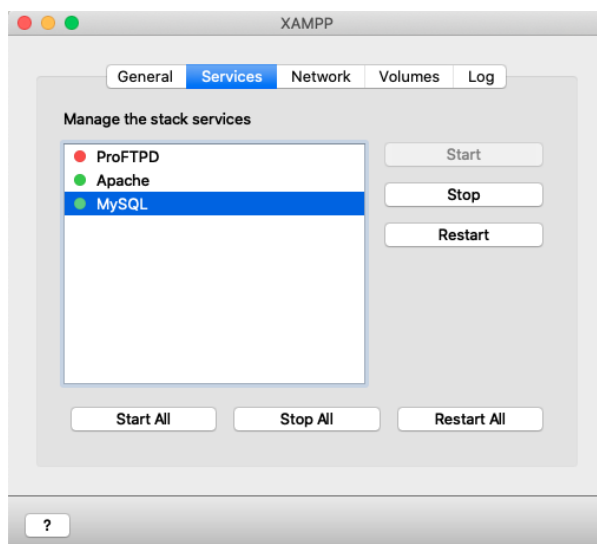 XAMPP
General Services Network Volumes Log
Manage the stack services
ProFTPD
Apache
MySQL
Start
Stop
Restart
Start All Stop All Restart All
?